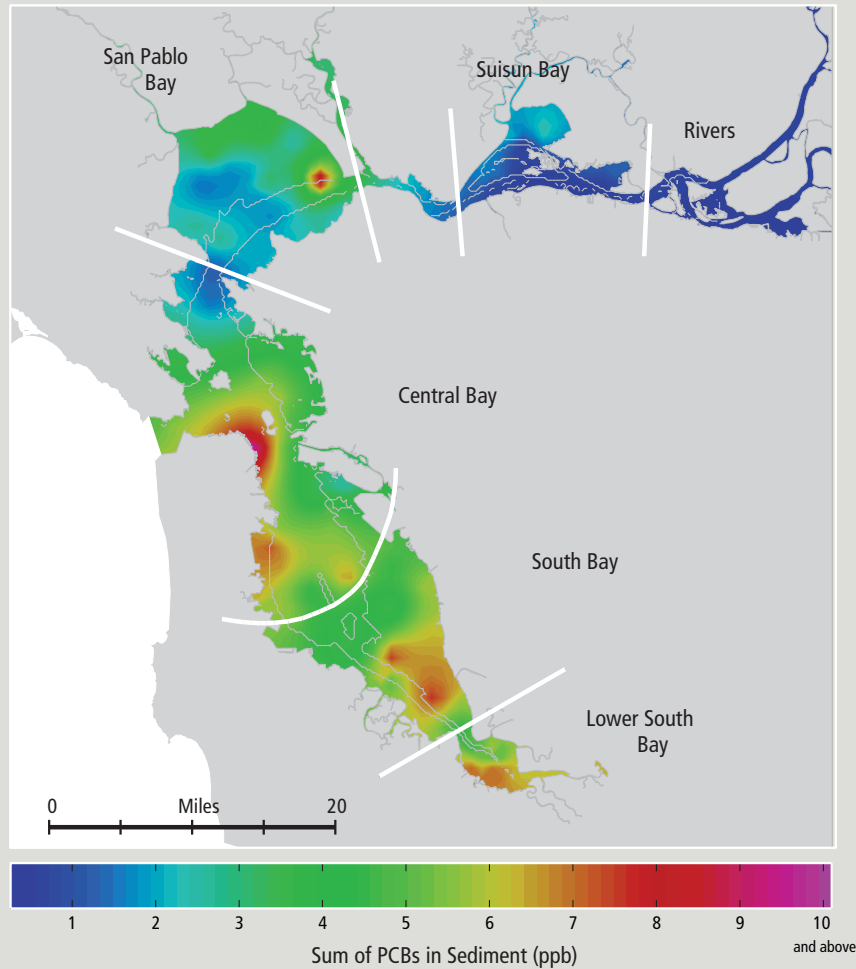 San Pablo
Bay
Suisun Bay
Rivers
Central Bay
South Bay
Lower South
Bay
0 Miles 20
1 2 3 4 5 6 7 8 9 10
and above
Sum of PCBs in Sediment (ppb)